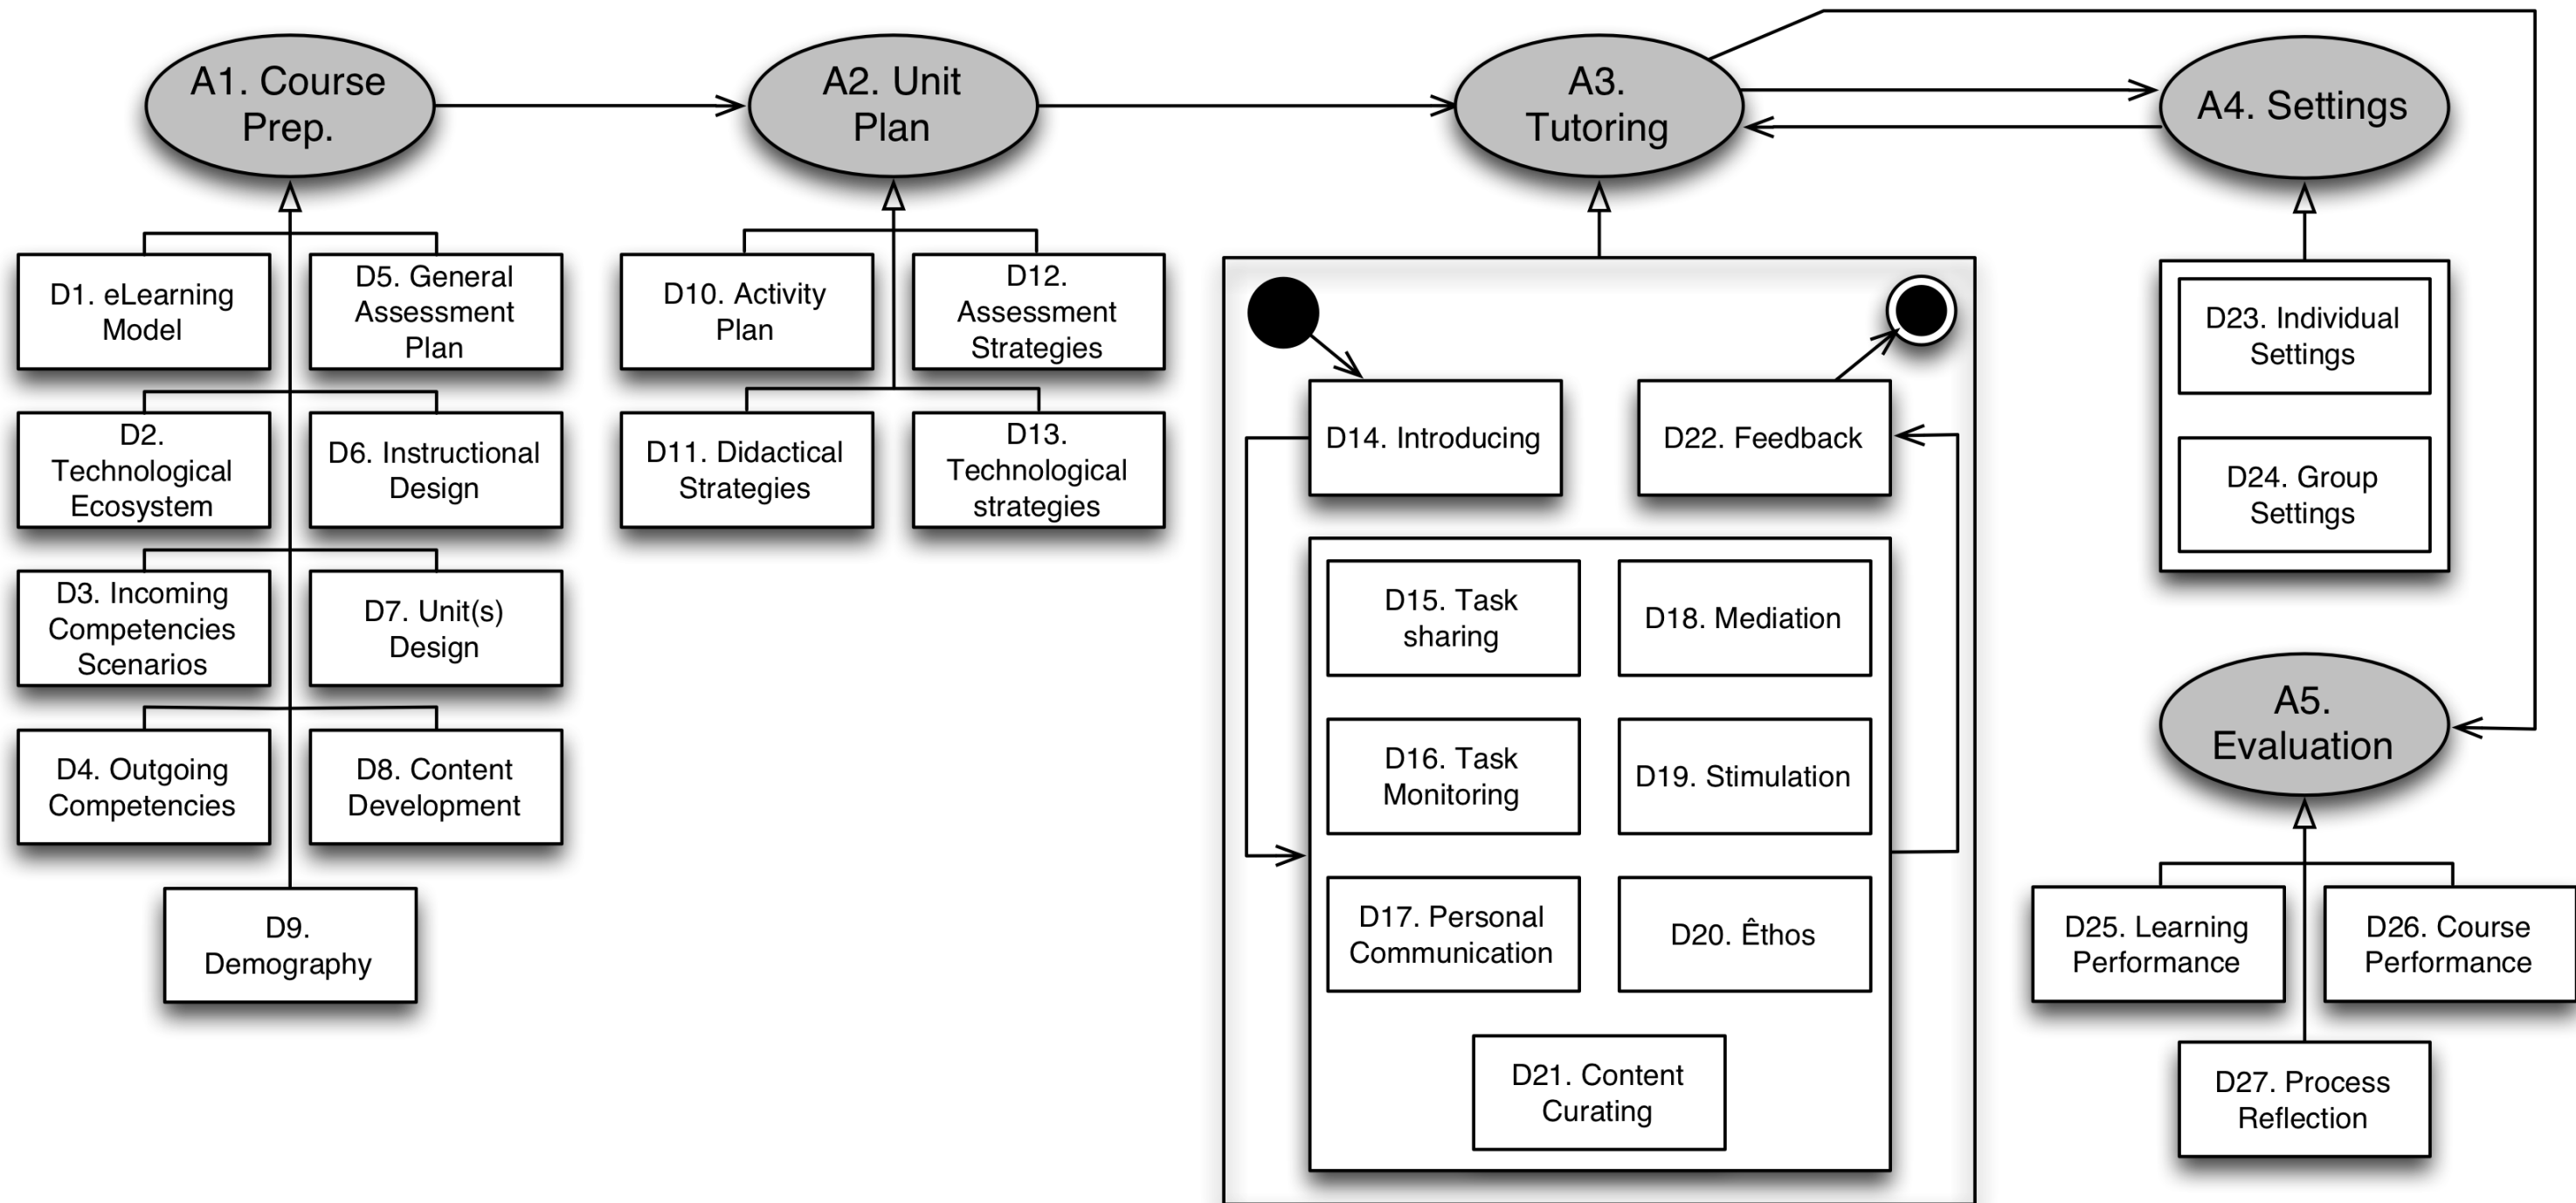 A1. Course
Prep.
A2. Unit
Plan
A3.
Tutoring
A4. Settings
D1. eLearning
Model
D5. General
Assessment
Plan
D2.
Technological
Ecosystem
D6. Instructional
Design
D3. Incoming
Competencies
Scenarios
D7. Unit(s)
Design
D4. Outgoing
Competencies
D8. Content
Development
D9.
Demography
D10. Activity
Plan
D12.
Assessment
Strategies
D11. Didactical
Strategies
D13.
Technological
strategies
D14. Introducing
D22. Feedback
D15. Task
sharing
D18. Mediation
D16. Task
Monitoring
D19. Stimulation
D17. Personal
Communication
D20. Êthos
D21. Content
Curating
D23. Individual
Settings
D24. Group
Settings
A5.
Evaluation
D25. Learning
Performance
D26. Course
Performance
D27. Process
Reflection